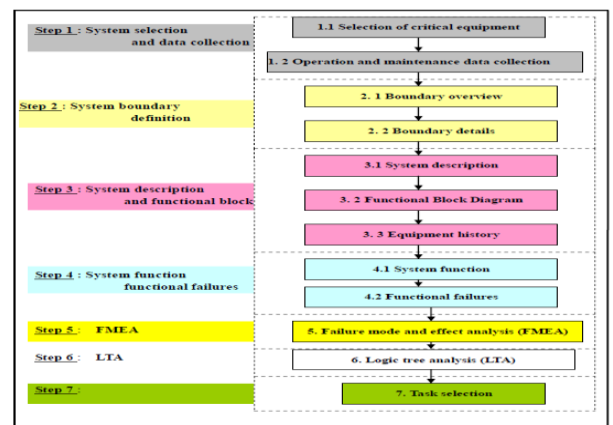 Step 1 : System selection
and data collection
1.1 Selection of critical equipment
1. 2 Operation and maintenance data collection
Step 2 : System boundary
definition
2. 1 Boundary overview
2. 2 Boundary details
Step 3 : System description
and functional block
3.1 System description
3. 2 Functional Block Diagram
3. 3 Equipment history
Step 4 : System function
functional failures
4.1 System function
4.2 Functional failures
Step 5 : FMEA
5. Failure mode and effect analysis (FMEA)
Step 6 : LTA
6. Logic tree analysis (LTA)
Step 7 :
7. Task selection